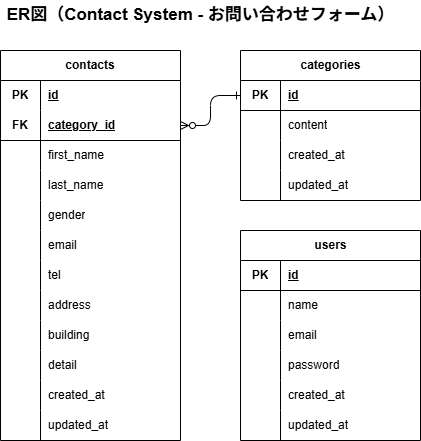 ER図（Contact System - お問い合わせフォーム）
contacts
PK id
FK category_id
first_name
last_name
gender
email
tel
address
building
detail
created_at
updated_at
categories
PK id
content
created_at
updated_at
users
PK id
name
email
password
created_at
updated_at